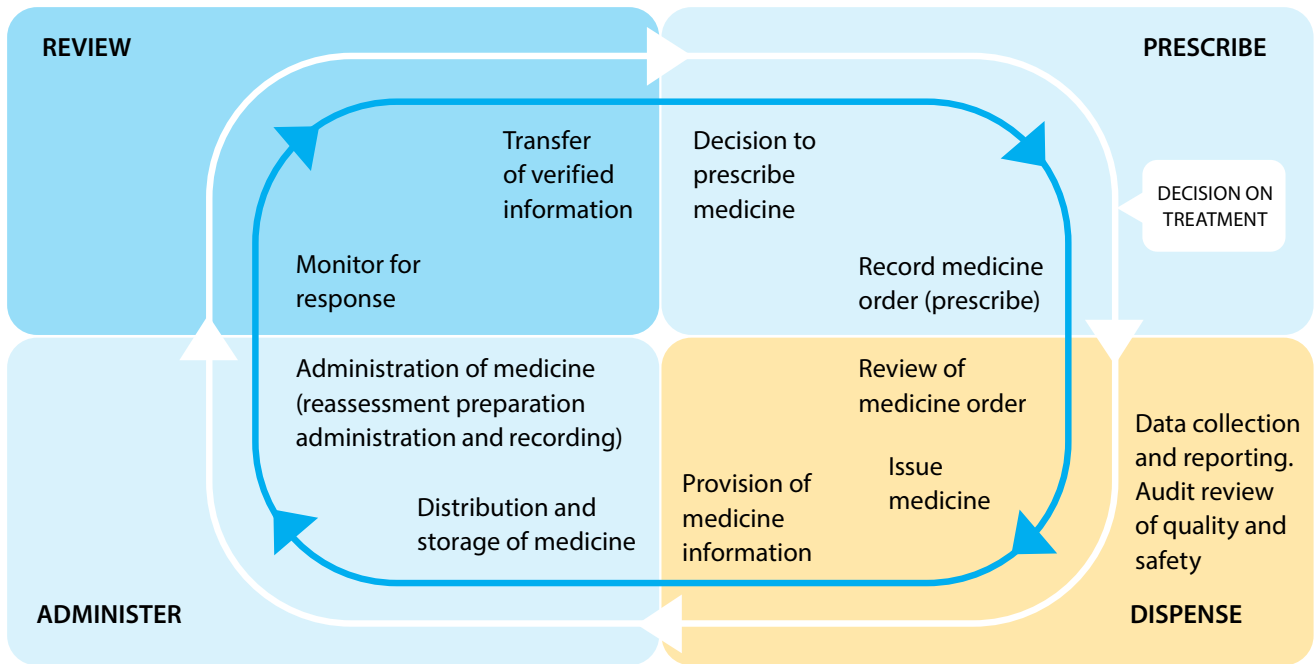 REVIEW
PRESCRIBE
Transfer
of verified
information
Decision to
prescribe
medicine
DECISION ON
TREATMENT
Monitor for
response
Record medicine
order (prescribe)
Administration of medicine
(reassessment preparation
administration and recording)
Review of
medicine order
Data collection
and reporting.
Audit review
of quality and
safety
Distribution and
storage of medicine
Provision of
medicine
information
Issue
medicine
ADMINISTER
DISPENSE